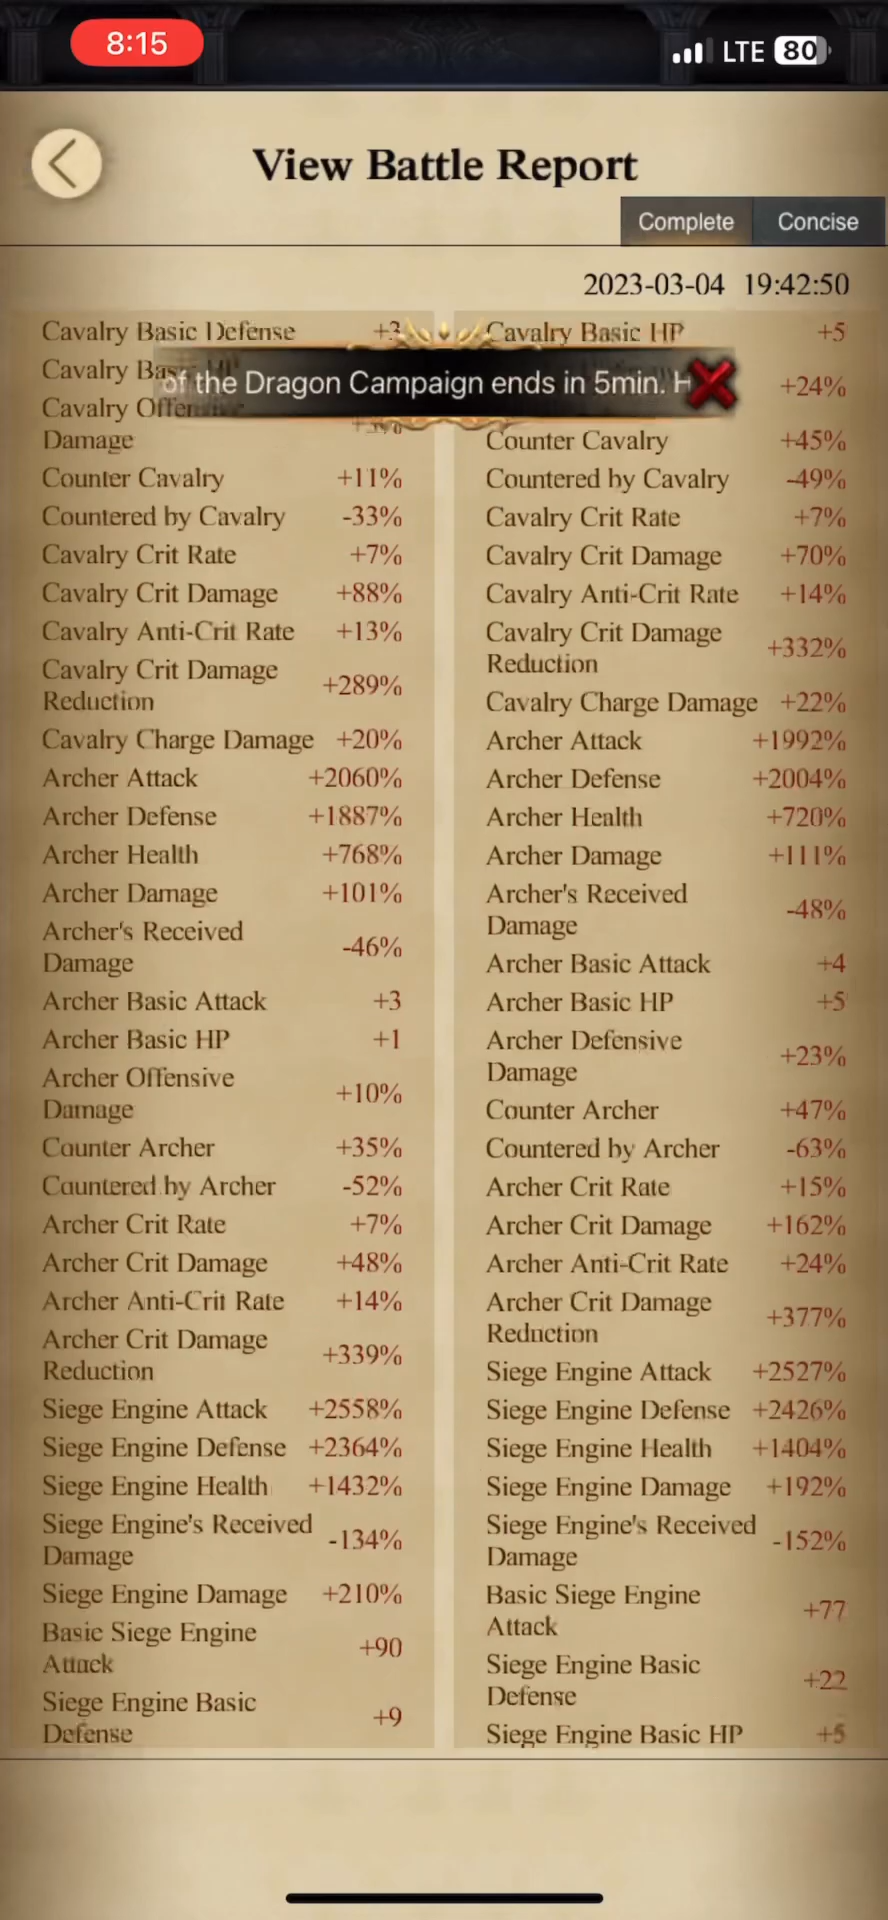 8:15
LTE 80
View Battle Report
Complete Concise
2023-03-04 19:42:50
Cavalry Basic Defense +3
Cavalry
Cavalry
Damage
Counter Cavalry +11%
Countered by Cavalry -33%
Cavalry Crit Rate +7%
Cavalry Crit Damage +88%
Cavalry Anti-Crit Rate +13%
Cavalry Crit Damage
Reduction +289%
Cavalry Charge Damage +20%
Archer Attack +2060%
Archer Defense +1887%
Archer Health +768%
Archer Damage +101%
Archer's Received
Damage -46%
Archer Basic Attack +3
Archer Basic HP +1
Archer Offensive
Damage +10%
Counter Archer +35%
Countered by Archer -52%
Archer Crit Rate +7%
Archer Crit Damage +48%
Archer Anti-Crit Rate +14%
Archer Crit Damage
Reduction +339%
Siege Engine Attack +2558%
Siege Engine Defense +2364%
Siege Engine Health +1432%
Siege Engine's Received
Damage -134%
Siege Engine Damage +210%
Basic Siege Engine
Attack +90
Siege Engine Basic
Defense +9
of the Dragon Campaign ends in 5min. H
Cavalry Basic HP +5
+24%
Counter Cavalry +45%
Countered by Cavalry -49%
Cavalry Crit Rate +7%
Cavalry Crit Damage +70%
Cavalry Anti-Crit Rate +14%
Cavalry Crit Damage
Reduction +332%
Cavalry Charge Damage +22%
Archer Attack +1992%
Archer Defense +2004%
Archer Health +720%
Archer Damage +111%
Archer's Received
Damage -48%
Archer Basic Attack +4
Archer Basic HP +5
Archer Defensive
Damage +23%
Counter Archer +47%
Countered by Archer -63%
Archer Crit Rate +15%
Archer Crit Damage +162%
Archer Anti-Crit Rate +24%
Archer Crit Damage
Reduction +377%
Siege Engine Attack +2527%
Siege Engine Defense +2426%
Siege Engine Health +1404%
Siege Engine Damage +192%
Siege Engine's Received
Damage -152%
Basic Siege Engine
Attack +77
Siege Engine Basic
Defense +22
Siege Engine Basic HP +5